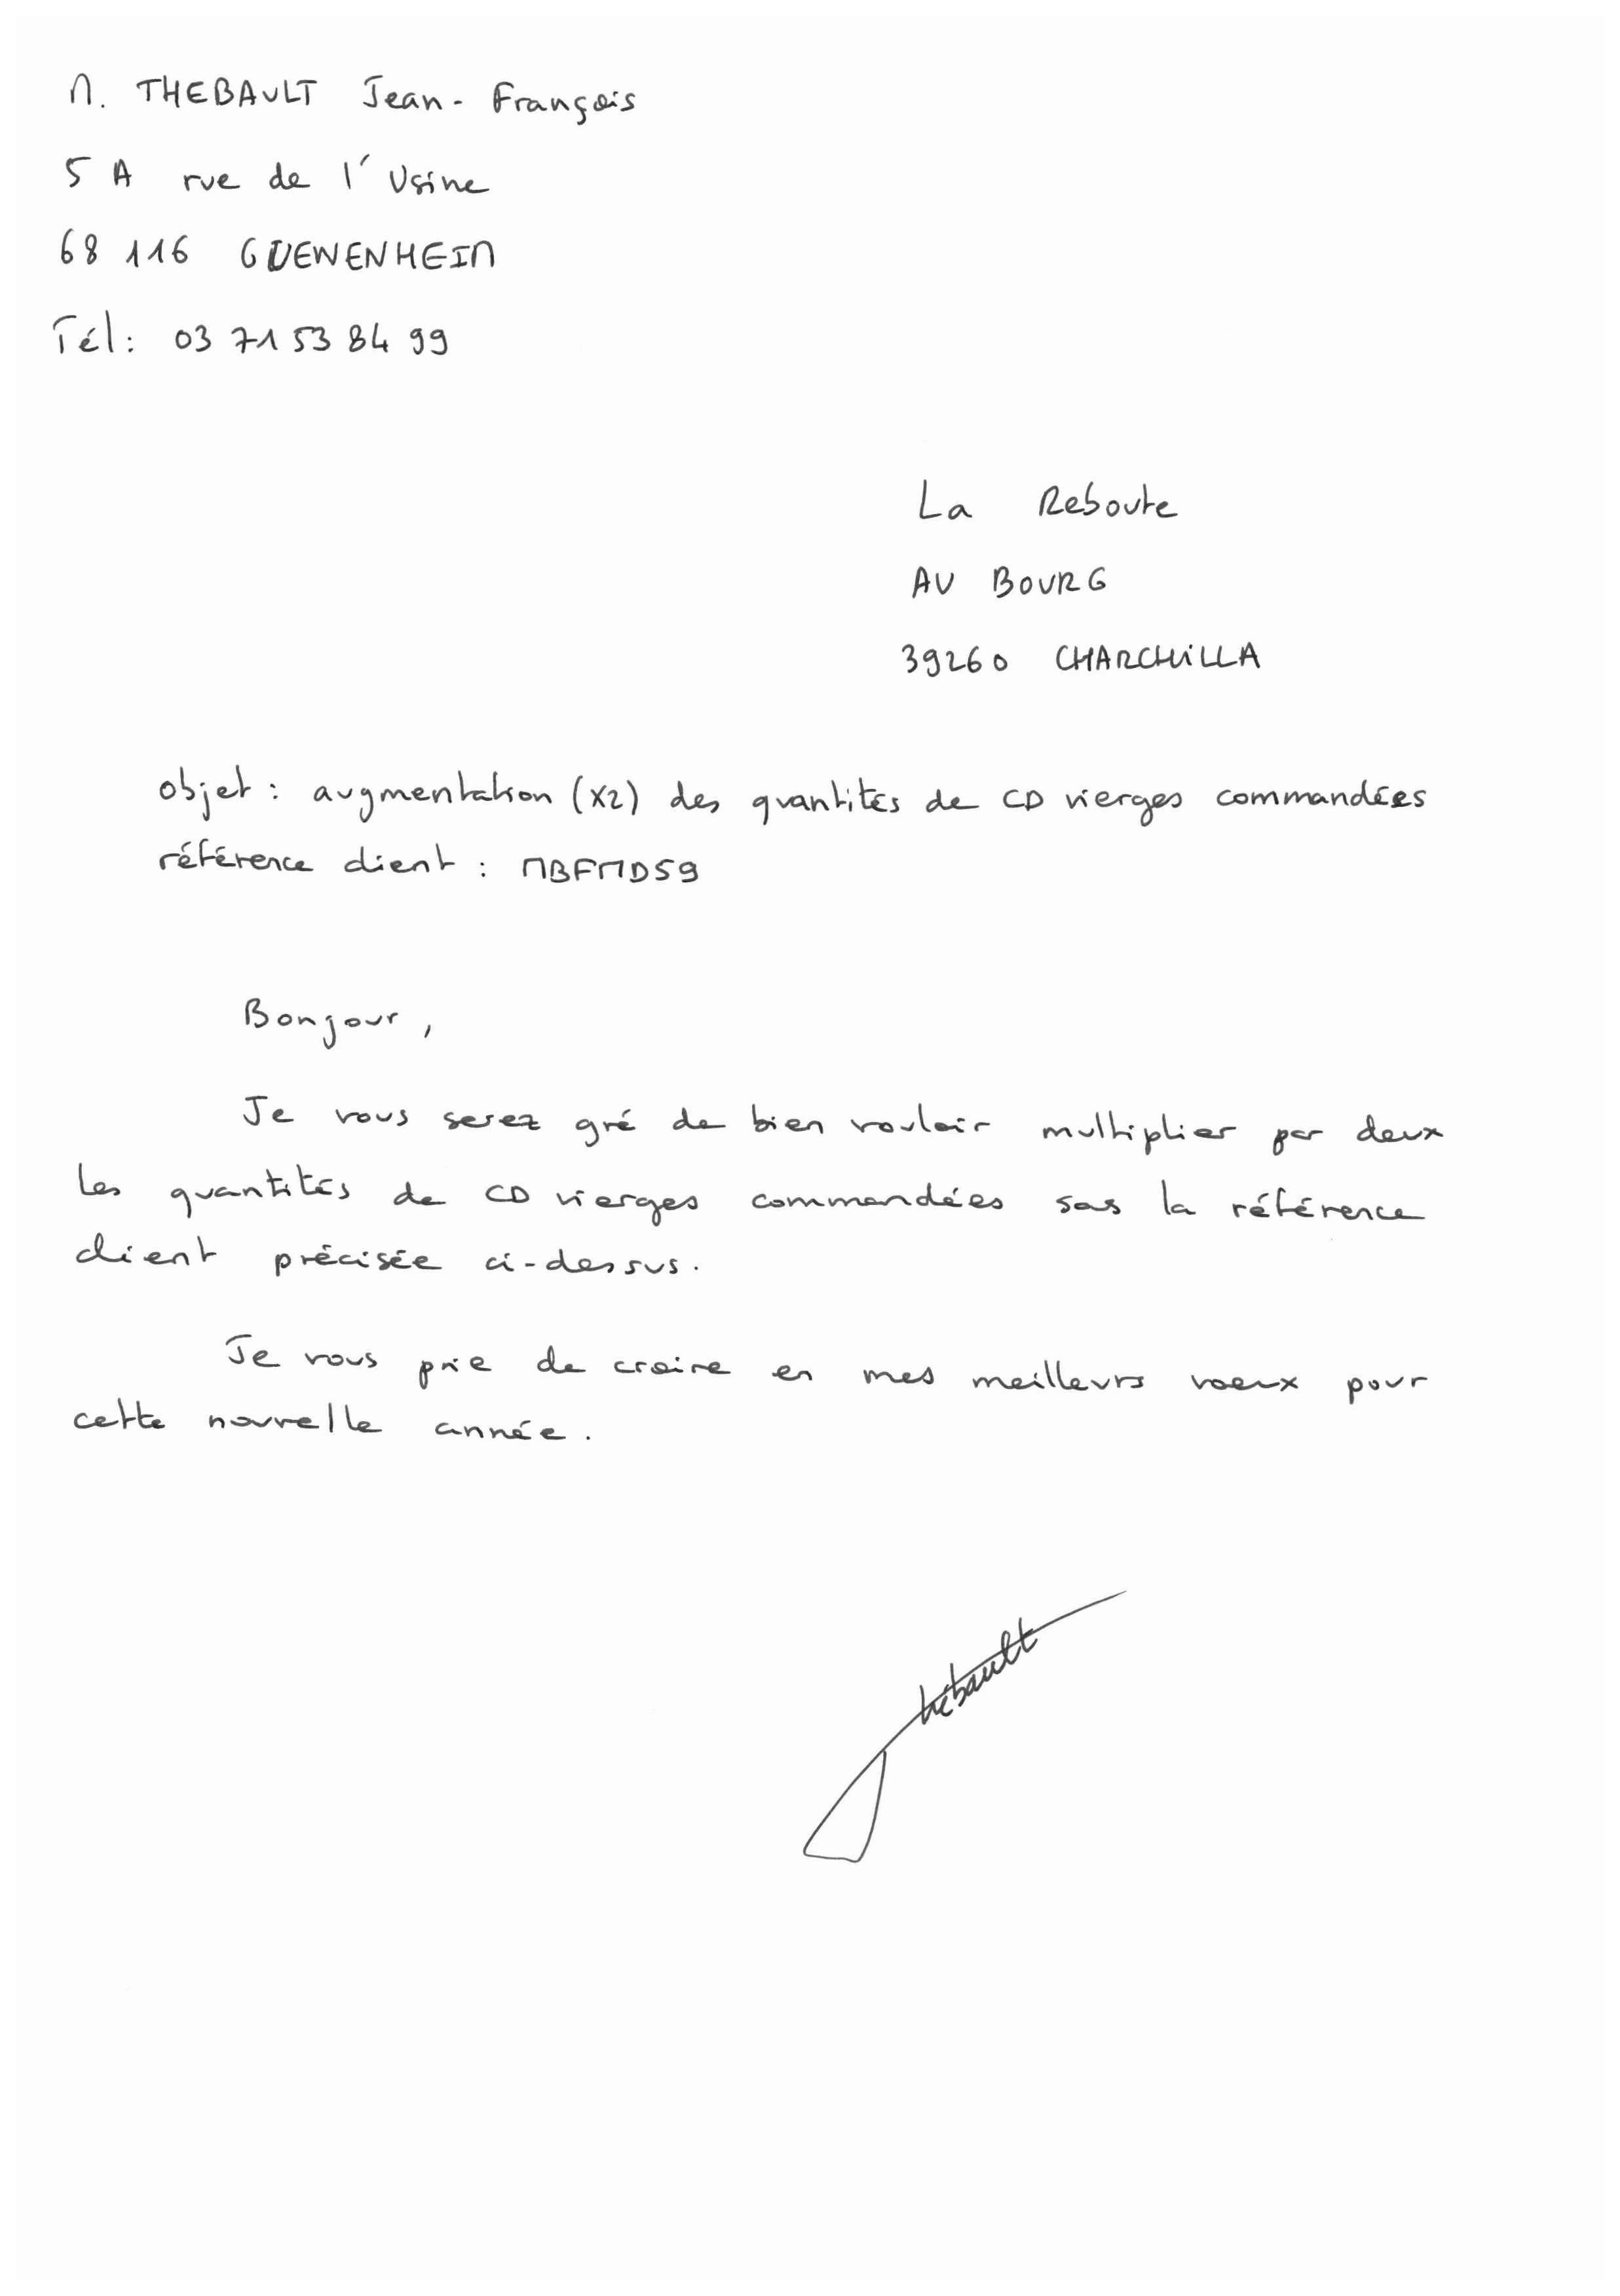 M. THEBAULT Jean-François
5 A rue de l'Usine
68 116 GUEWENHEIM
Tél: 03 71 53 84 99
La Reboute
AU BOURG
39260 CHARCHiLLA
objet : augmentation (x2) des quantités de CD vierges commandées
référence client : MBFMD59
Bonjour,
Je vous serez gré de bien vouloir multiplier par deux
les quantités de CD vierges commandées sous la référence
client précisée ci-dessus.
Je vous prie de croire en mes meilleurs voeux pour
cette nouvelle année.
Thébault